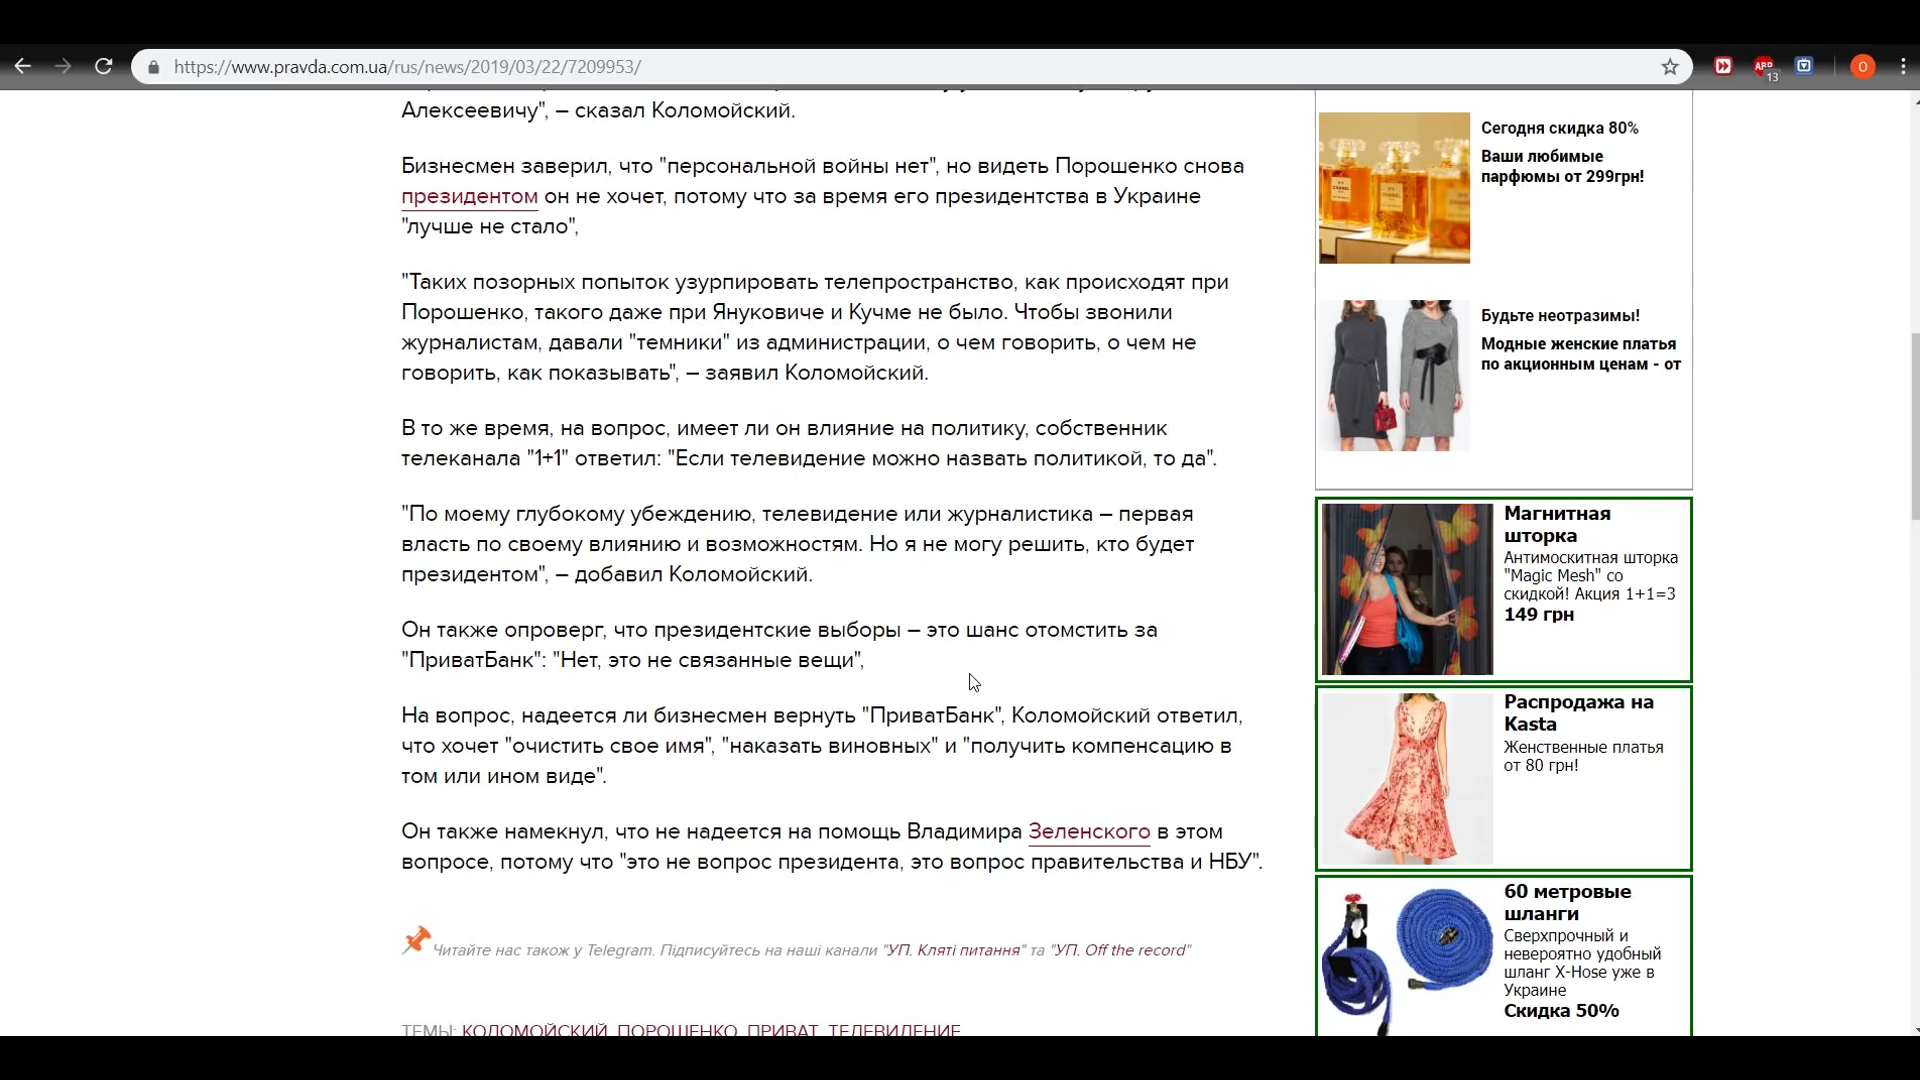 https://www.pravda.com.ua/rus/news/2019/03/22/7209953/
ABP
13
O
Алексеевичу", – сказал Коломойский.
Бизнесмен заверил, что "персональной войны нет", но видеть Порошенко снова
президентом он не хочет, потому что за время его президентства в Украине
"лучше не стало",
"Таких позорных попыток узурпировать телепространство, как происходят при
Порошенко, такого даже при Януковиче и Кучме не было. Чтобы звонили
журналистам, давали "темники" из администрации, о чем говорить, о чем не
говорить, как показывать", – заявил Коломойский.
В то же время, на вопрос, имеет ли он влияние на политику, собственник
телеканала "1+1" ответил: "Если телевидение можно назвать политикой, то да".
"По моему глубокому убеждению, телевидение или журналистика – первая
власть по своему влиянию и возможностям. Но я не могу решить, кто будет
президентом", – добавил Коломойский.
Он также опроверг, что президентские выборы – это шанс отомстить за
"ПриватБанк": "Нет, это не связанные вещи",
На вопрос, надеется ли бизнесмен вернуть "ПриватБанк", Коломойский ответил,
что хочет "очистить свое имя", "наказать виновных" и "получить компенсацию в
том или ином виде".
Он также намекнул, что не надеется на помощь Владимира Зеленского в этом
вопросе, потому что "это не вопрос президента, это вопрос правительства и НБУ".
Читайте нас також у Telegram. Підписуйтесь на наші канали "УП. Кляті питання" та "УП. Off the record"
ТЕМЫ: КОЛОМОЙСКИЙ, ПОРОШЕНКО, ПРИВАТ, ТЕЛЕВИДЕНИЕ
Сегодня скидка 80%
Ваши любимые
парфюмы от 299грн!
Будьте неотразимы!
Модные женские платья
по акционным ценам - от
Магнитная
шторка
Антимоскитная шторка
"Magic Mesh" со
скидкой! Акция 1+1=3
149 грн
Распродажа на
Kasta
Женственные платья
от 80 грн!
60 метровые
шланги
Сверхпрочный и
невероятно удобный
шланг X-Hose уже в
Украине
Скидка 50%